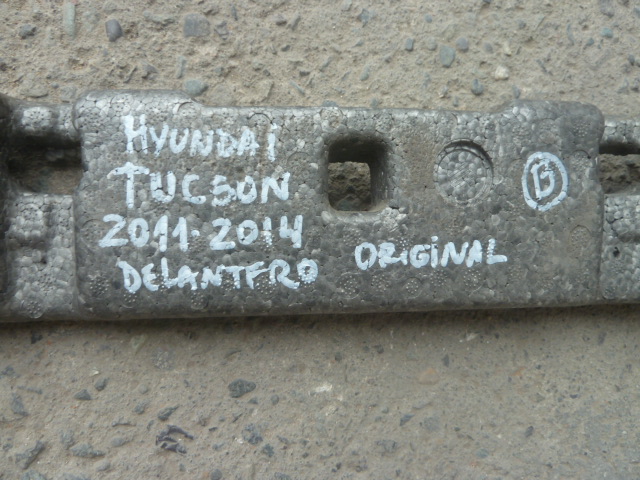 HYUNDAI
TUCSON
2011-2014
DELANTERO ORIGINAL
B